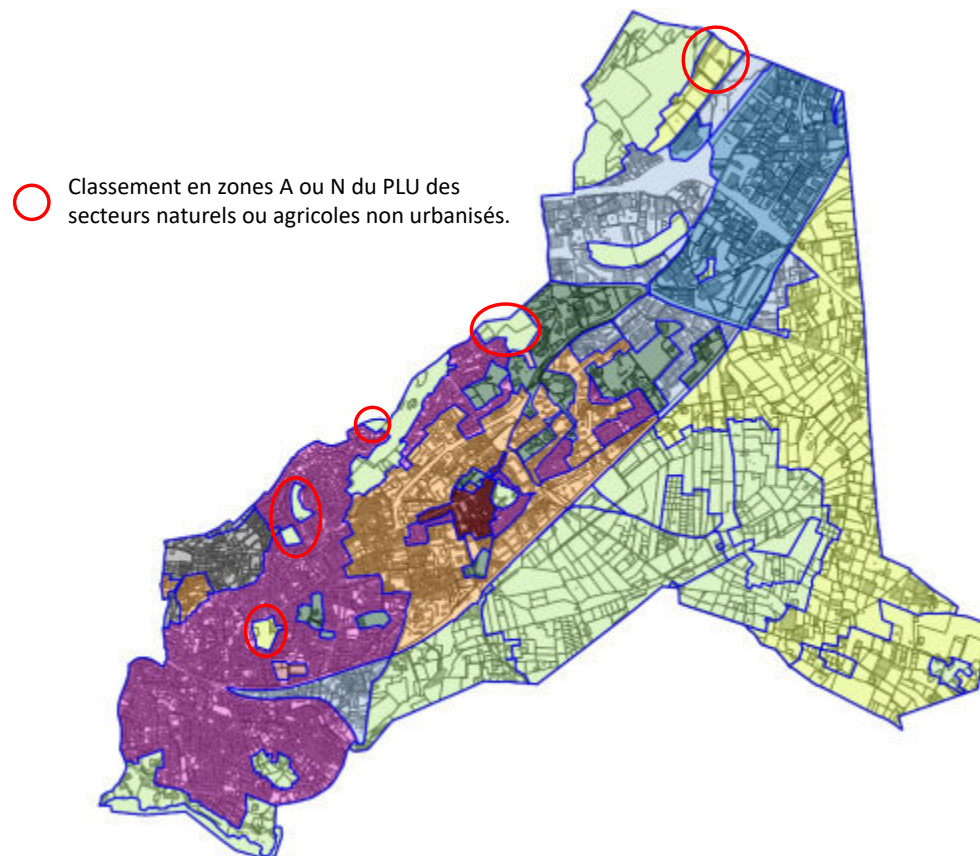 Classement en zones A ou N du PLU des
secteurs naturels ou agricoles non urbanisés.